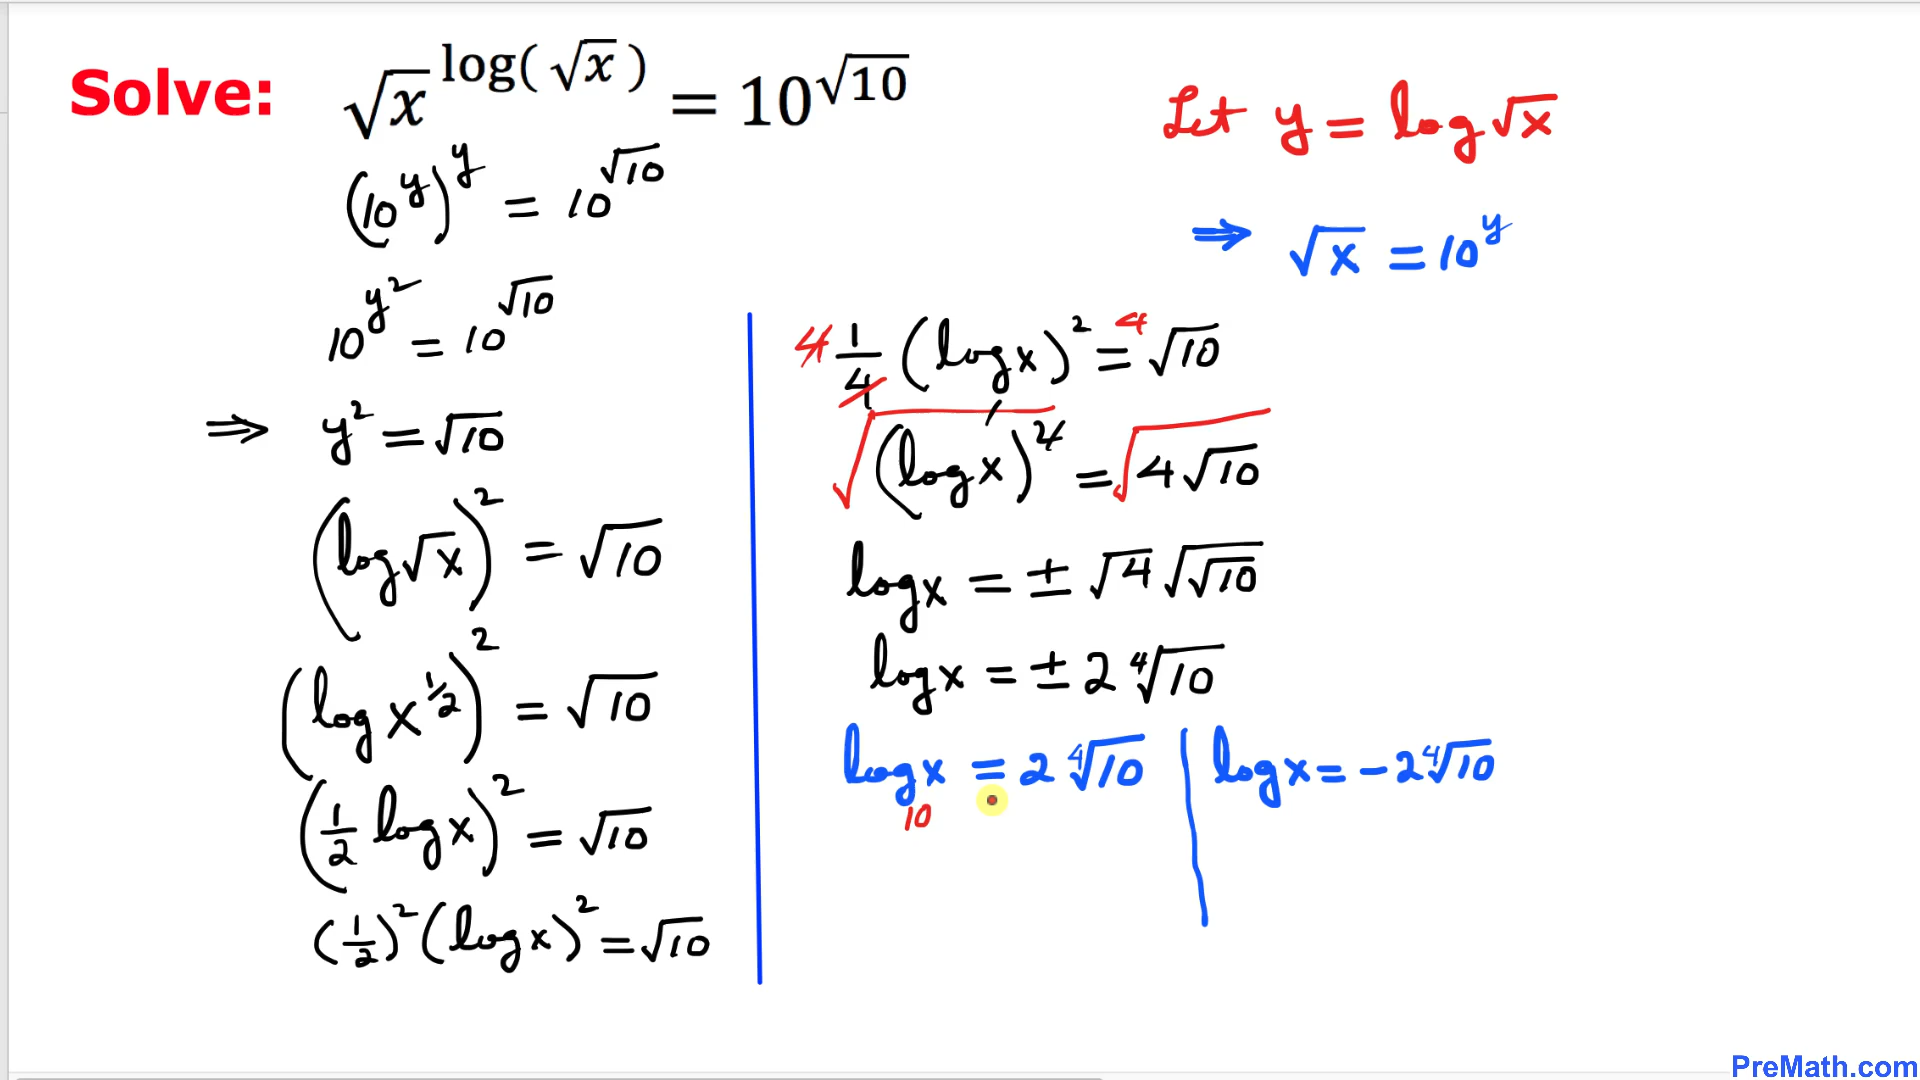 Solve: √x^log(√x) = 10^√10
Let y = log√x
⇒ √x = 10^y
(10^y)^y = 10^√10
10^y² = 10^√10
⇒ y² = √10
(log√x)² = √10
(log x^½)² = √10
(1/2 log x)² = √10
(1/2)² (log x)² = √10
4 1/4 (log x)² = 4 √10
√(log x)² = √4√10
log x = ± √4 √√10
log x = ± 2 ∜10
log₁₀ x = 2 ∜10
log x = -2 ∜10
PreMath.com